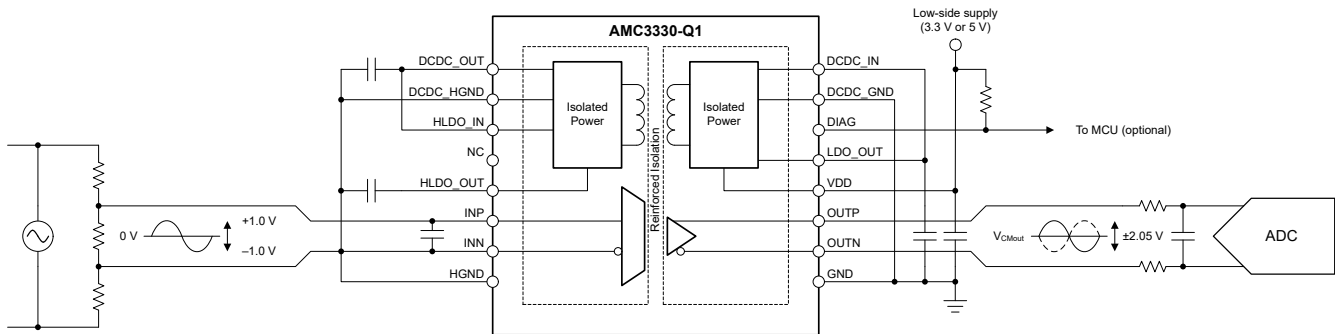 AMC3330-Q1
Low-side supply
(3.3 V or 5 V)
DCDC_OUT
DCDC_HGND
HLDO_IN
NC
HLDO_OUT
INP
INN
HGND
Isolated
Power
Reinforced Isolation
Isolated
Power
DCDC_IN
DCDC_GND
DIAG
LDO_OUT
VDD
OUTP
OUTN
GND
To MCU (optional)
0 V
+1.0 V
–1.0 V
VCMout
±2.05 V
ADC